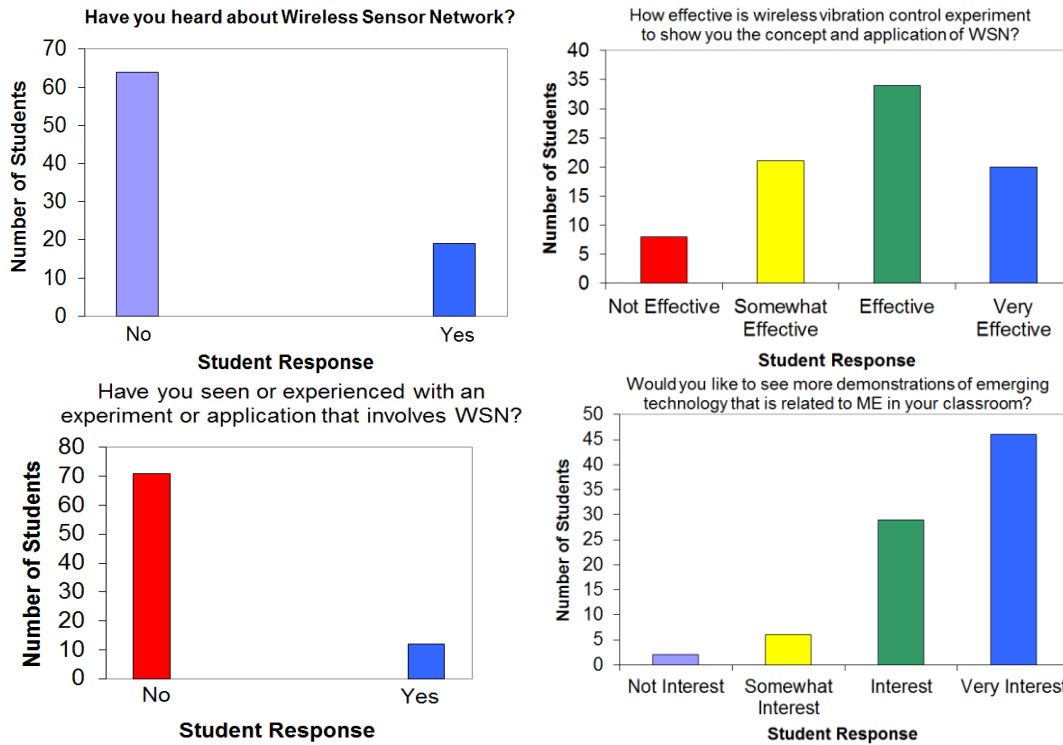 Have you heard about Wireless Sensor Network?
70
60
50
40
30
20
10
0
Number of Students
No
Yes
Student Response
How effective is wireless vibration control experiment
to show you the concept and application of WSN?
40
35
30
25
20
15
10
5
0
Number of Students
Not Effective
Somewhat
Effective
Effective
Very
Effective
Student Response
Have you seen or experienced with an
experiment or application that involves WSN?
80
70
60
50
40
30
20
10
0
Number of Students
No
Yes
Student Response
Would you like to see more demonstrations of emerging
technology that is related to ME in your classroom?
50
45
40
35
30
25
20
15
10
5
0
Number of Students
Not Interest
Somewhat
Interest
Interest
Very Interest
Student Response